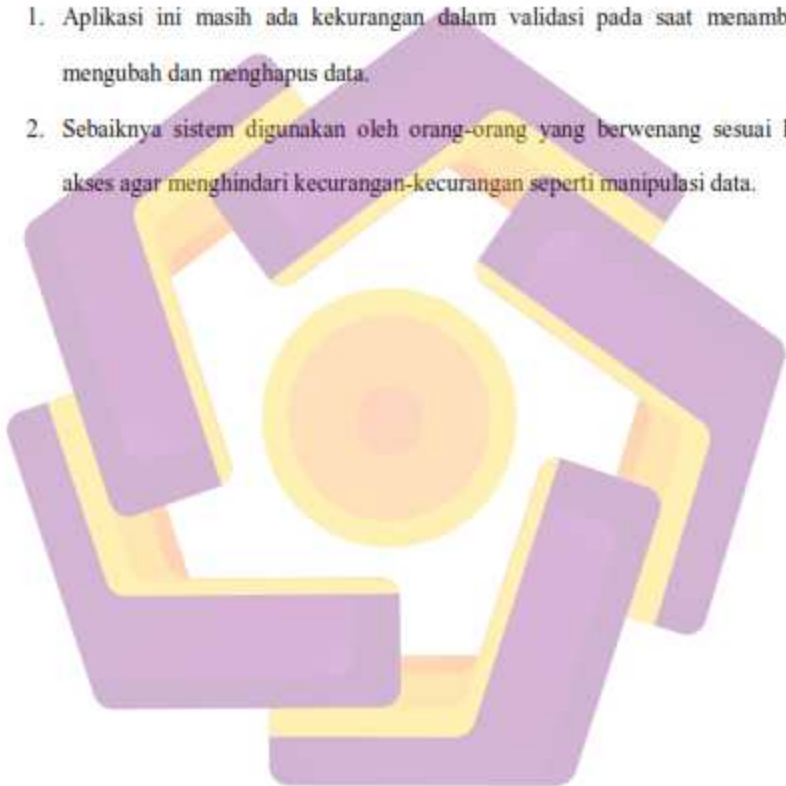 1. Aplikasi ini masih ada kekurangan dalam validasi pada saat menamb
mengubah dan menghapus data.
2. Sebaiknya sistem digunakan oleh orang-orang yang berwenang sesuai
akses agar menghindari kecurangan-kecurangan seperti manipulasi data.